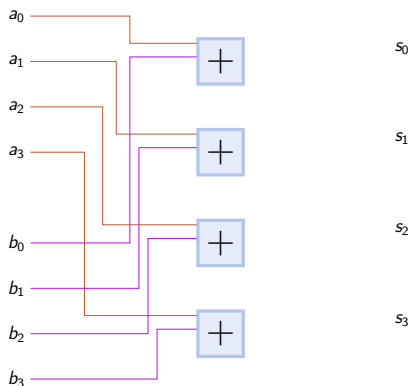 a₀
s₀
+
a₁
s₁
a₂
+
a₃
s₂
b₀
+
b₁
s₃
b₂
+
b₃